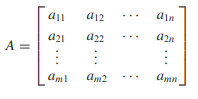 a11 a12 ⋯ a1n
A = a21 a22 ⋯ a2n
⋮ ⋮ ⋮
am1 am2 ⋯ amn